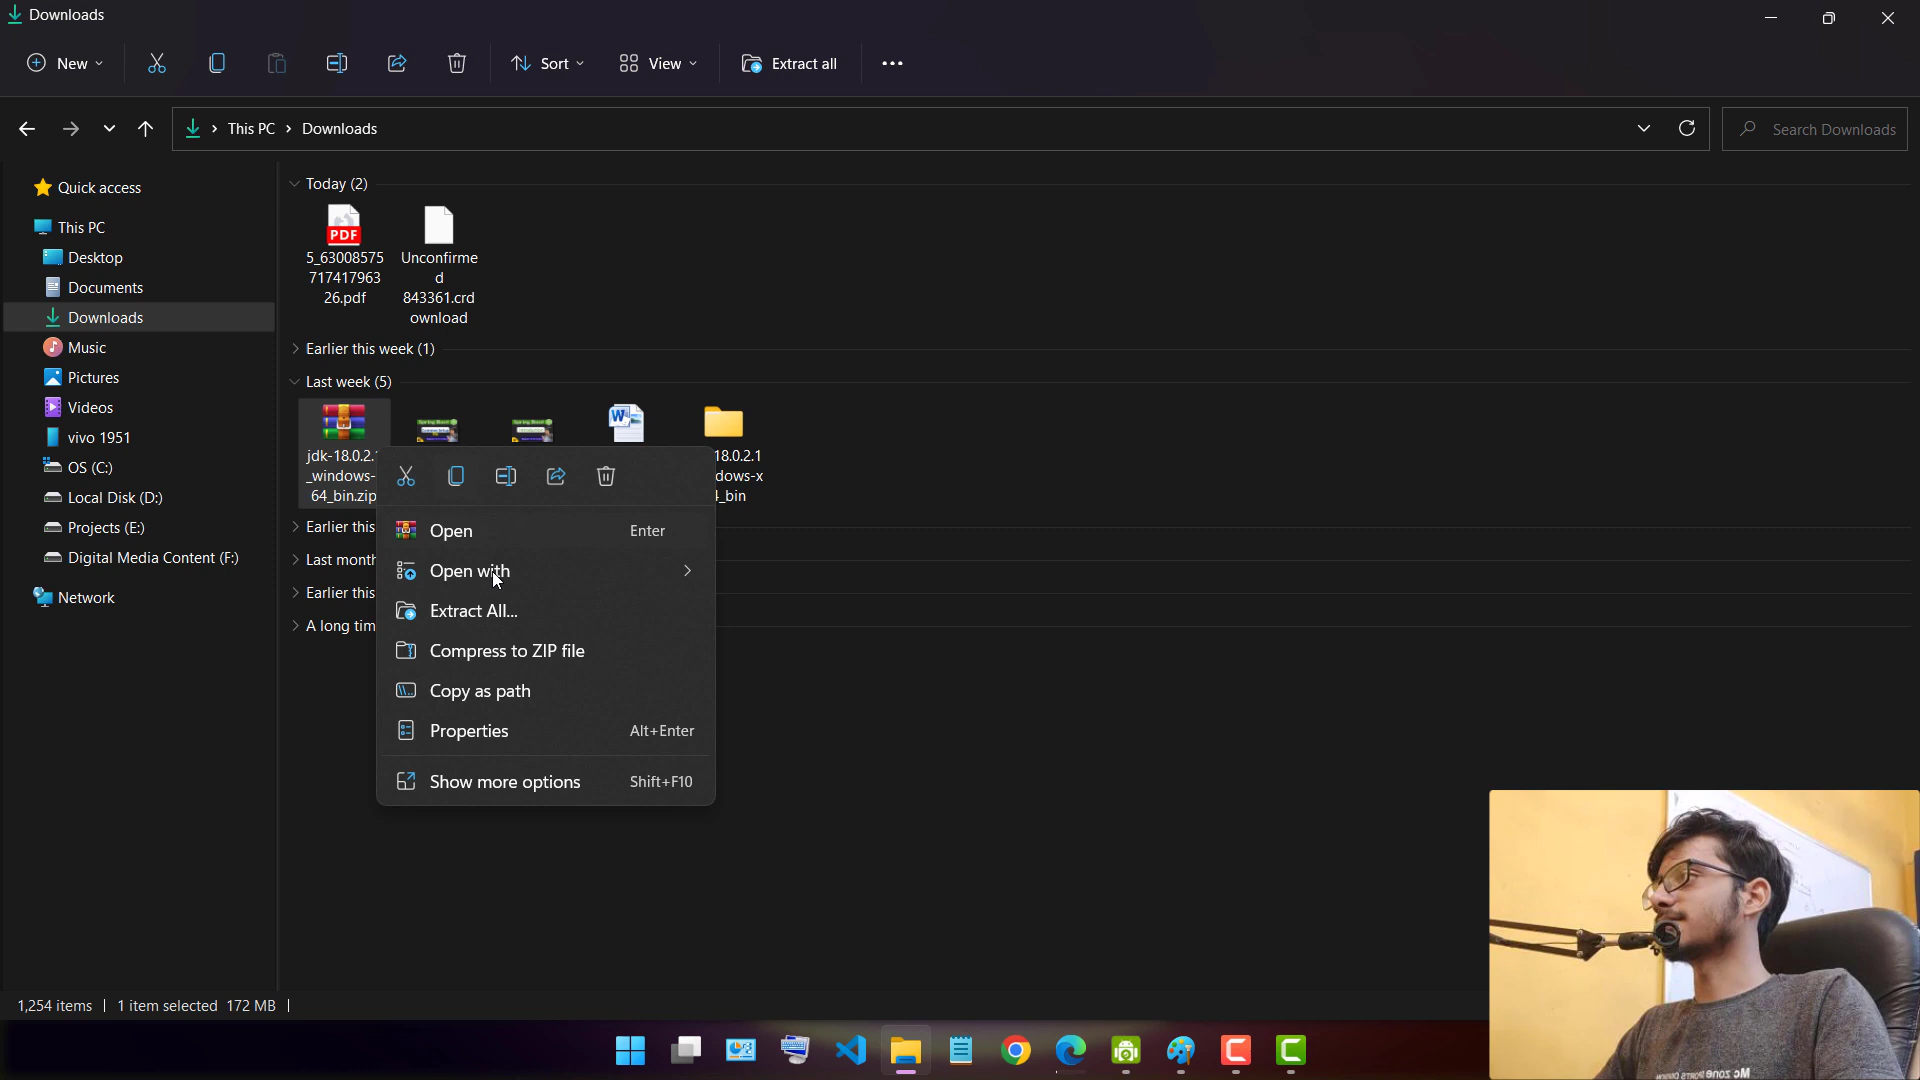 Downloads
New
Sort
View
Extract all
This PC
Downloads
Search Downloads
Quick access
This PC
Desktop
Documents
Downloads
Music
Pictures
Videos
vivo 1951
OS (C:)
Local Disk (D:)
Projects (E:)
Digital Media Content (F:)
Network
Today (2)
PDF
5_63008575
717417963
26.pdf
Unconfirme
d
843361.crd
ownload
Earlier this week (1)
Last week (5)
jdk-18.0.2.1
_windows-
64_bin.zip
18.0.2.1
dows-x
_bin
Earlier this
Last month
Earlier this
A long tim
Open Enter
Open with
Extract All...
Compress to ZIP file
Copy as path
Properties Alt+Enter
Show more options Shift+F10
1,254 items
1 item selected 172 MB